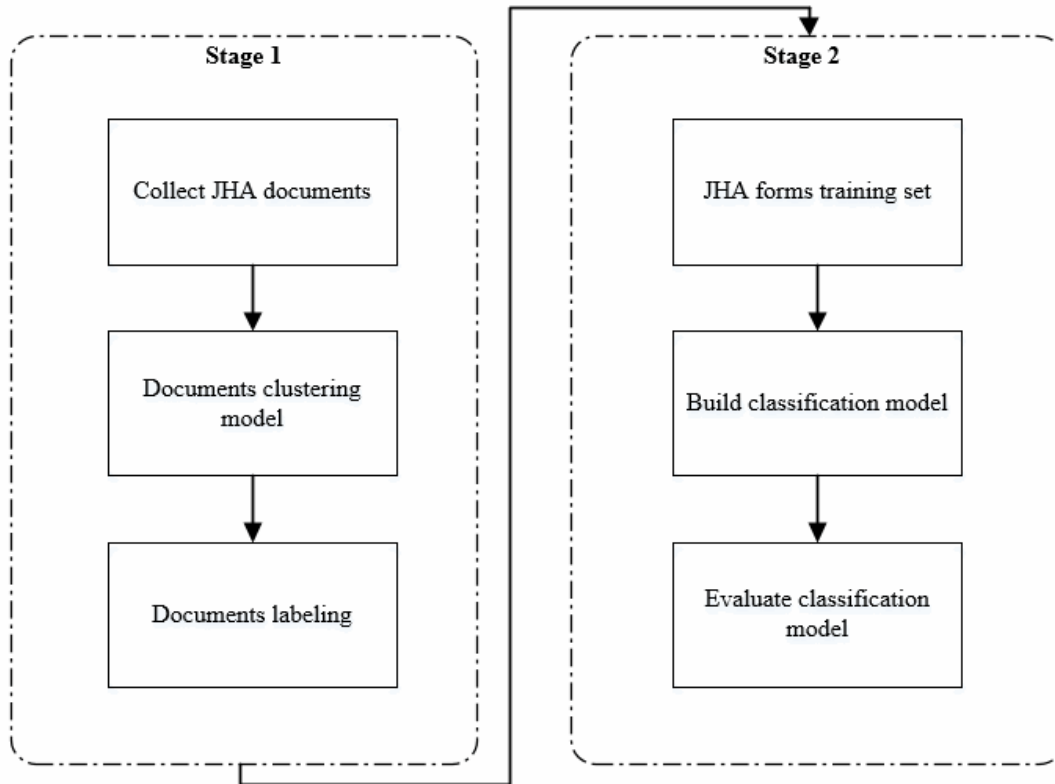 Stage 1
Collect JHA documents
Documents clustering
model
Documents labeling
Stage 2
JHA forms training set
Build classification model
Evaluate classification
model